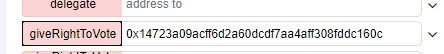 delegate address to
giveRightToVote 0x14723a09acff6d2a60dcdf7aa4aff308fddc160c